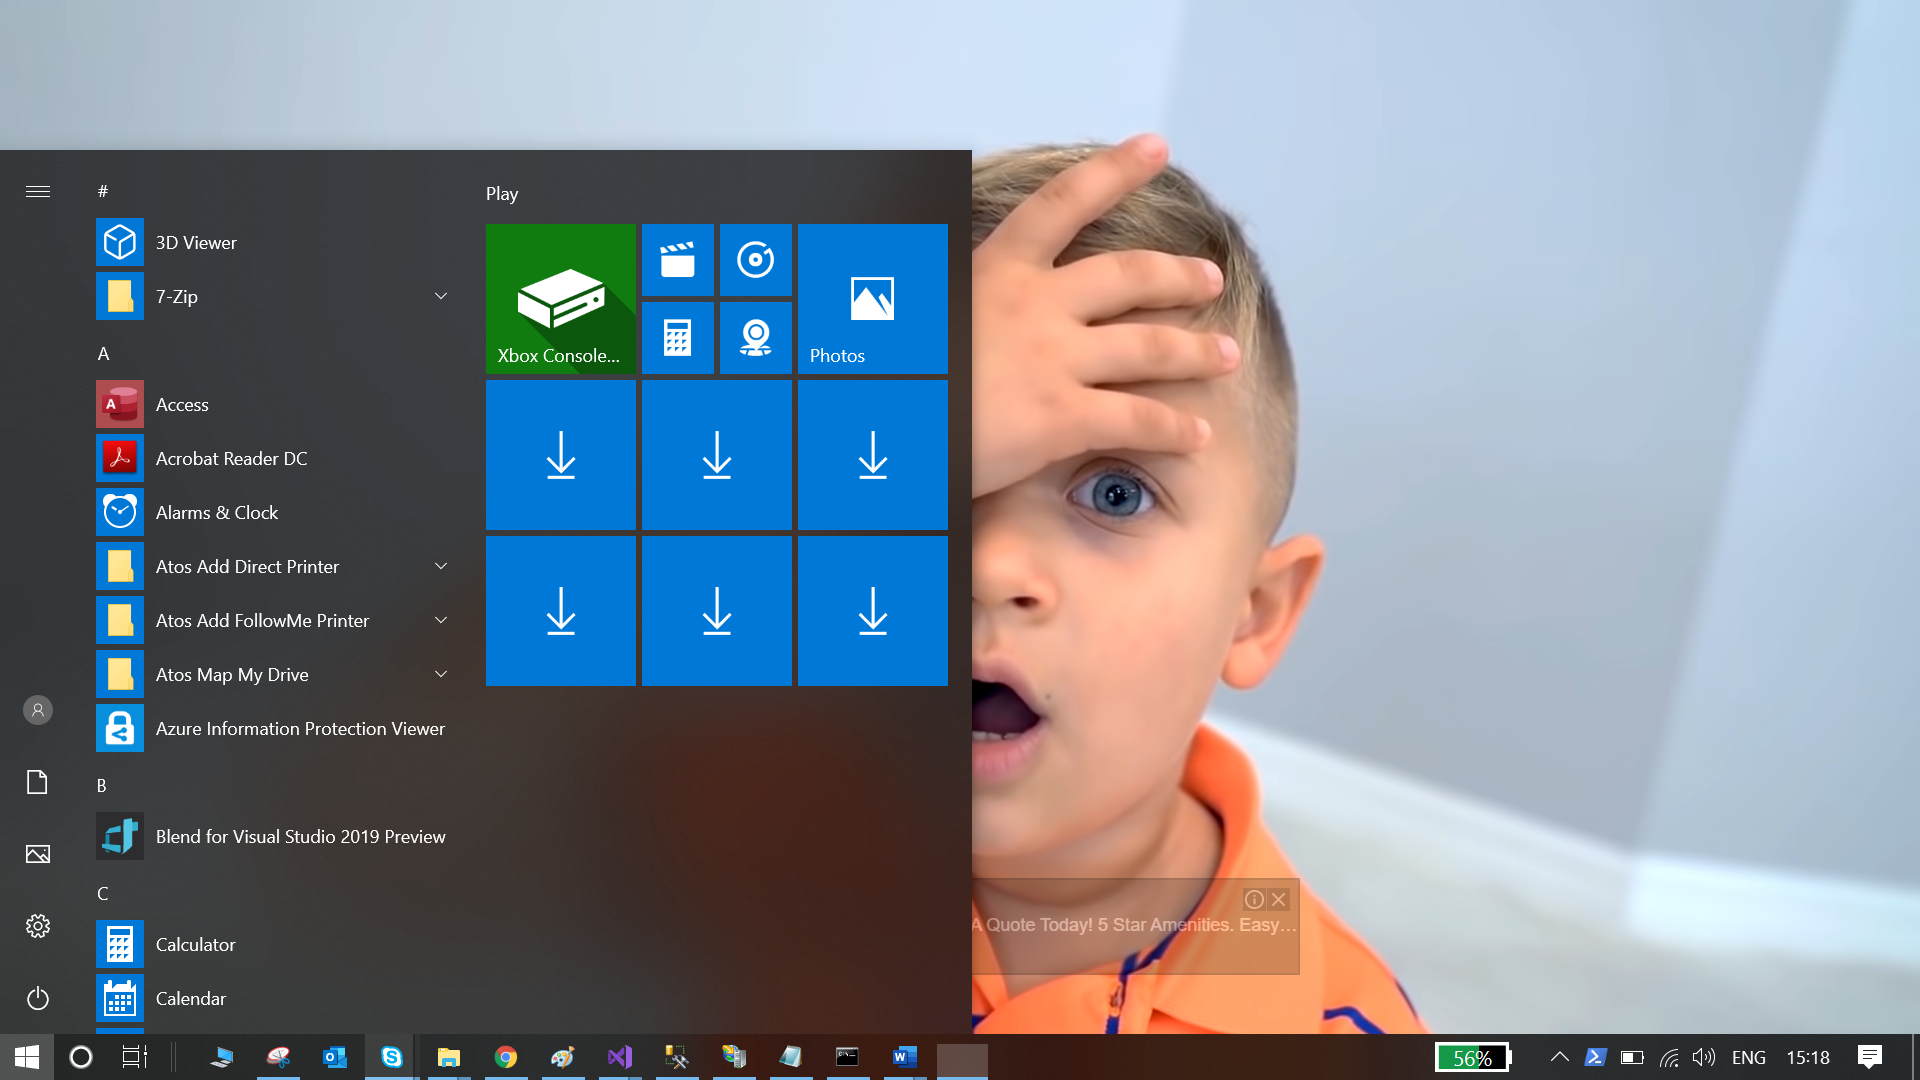 #
3D Viewer
7-Zip
A
Access
Acrobat Reader DC
Alarms & Clock
Atos Add Direct Printer
Atos Add FollowMe Printer
Atos Map My Drive
Azure Information Protection Viewer
B
Blend for Visual Studio 2019 Preview
C
Calculator
Calendar
Play
Xbox Console...
Photos
A Quote Today! 5 Star Amenities. Easy...
56%
ENG
15:18